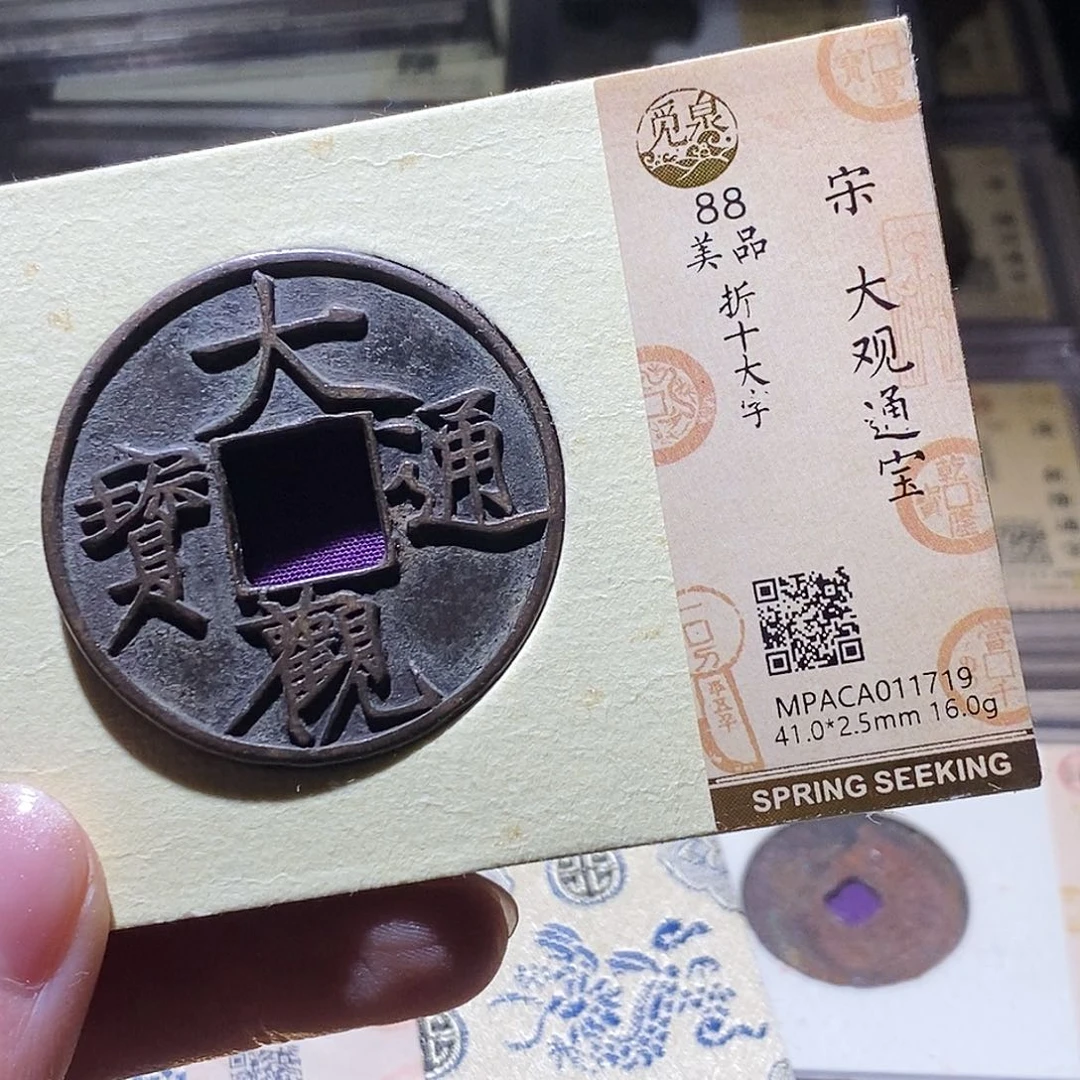 大觀通寶
觅泉
88
美品
折十大字
宋 大观通宝
MPACA011719
41.0*2.5mm 16.0g
SPRING SEEKING